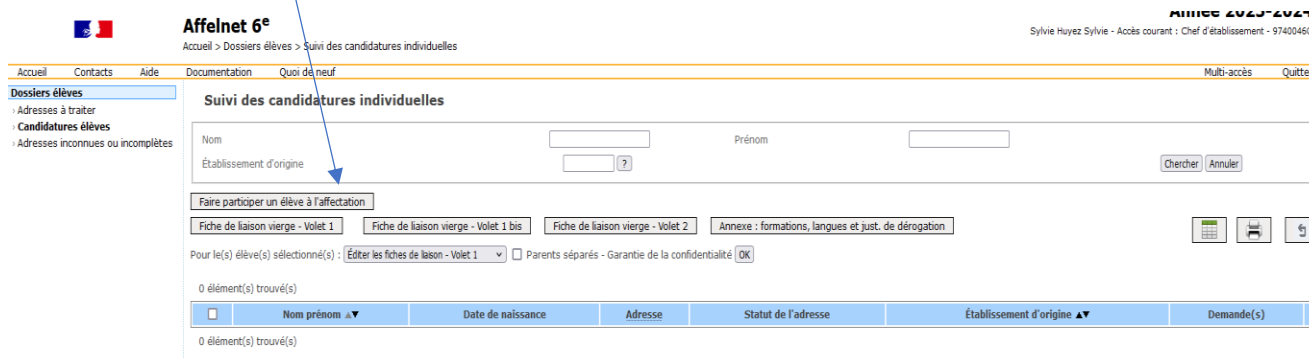 Année 2023-2024
Affelnet 6e
Sylvie Huyez Sylvie - Accès courant : Chef d'établissement - 97400460
Accueil > Dossiers élèves > Suivi des candidatures individuelles
Accueil Contacts Aide Documentation Quoi de neuf Multi-accès Quitte
Dossiers élèves
› Adresses à traiter
› Candidatures élèves
› Adresses inconnues ou incomplètes
Suivi des candidatures individuelles
Nom Prénom
Établissement d'origine ? Chercher Annuler
Faire participer un élève à l'affectation
Fiche de liaison vierge - Volet 1 Fiche de liaison vierge - Volet 1 bis Fiche de liaison vierge - Volet 2 Annexe : formations, langues et just. de dérogation
Pour le(s) élève(s) sélectionné(s) : Éditer les fiches de liaison - Volet 1 Parents séparés - Garantie de la confidentialité OK
0 élément(s) trouvé(s)
Nom prénom ▲▼ Date de naissance Adresse Statut de l'adresse Établissement d'origine ▲▼ Demande(s)
0 élément(s) trouvé(s)